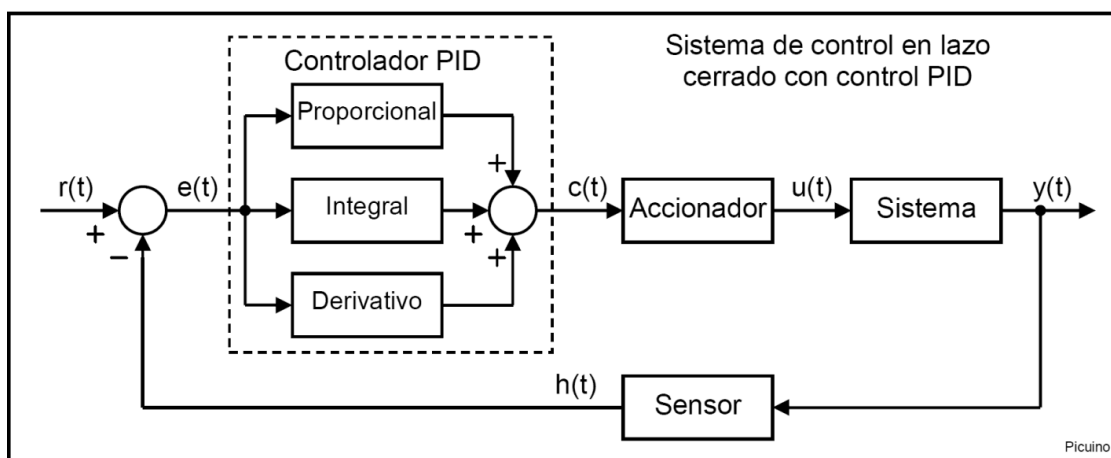 Sistema de control en lazo
cerrado con control PID
Controlador PID
Proporcional
r(t)
e(t)
Integral
c(t)
Accionador
u(t)
Sistema
y(t)
+
−
+
+
+
Derivativo
h(t)
Sensor
Picuino